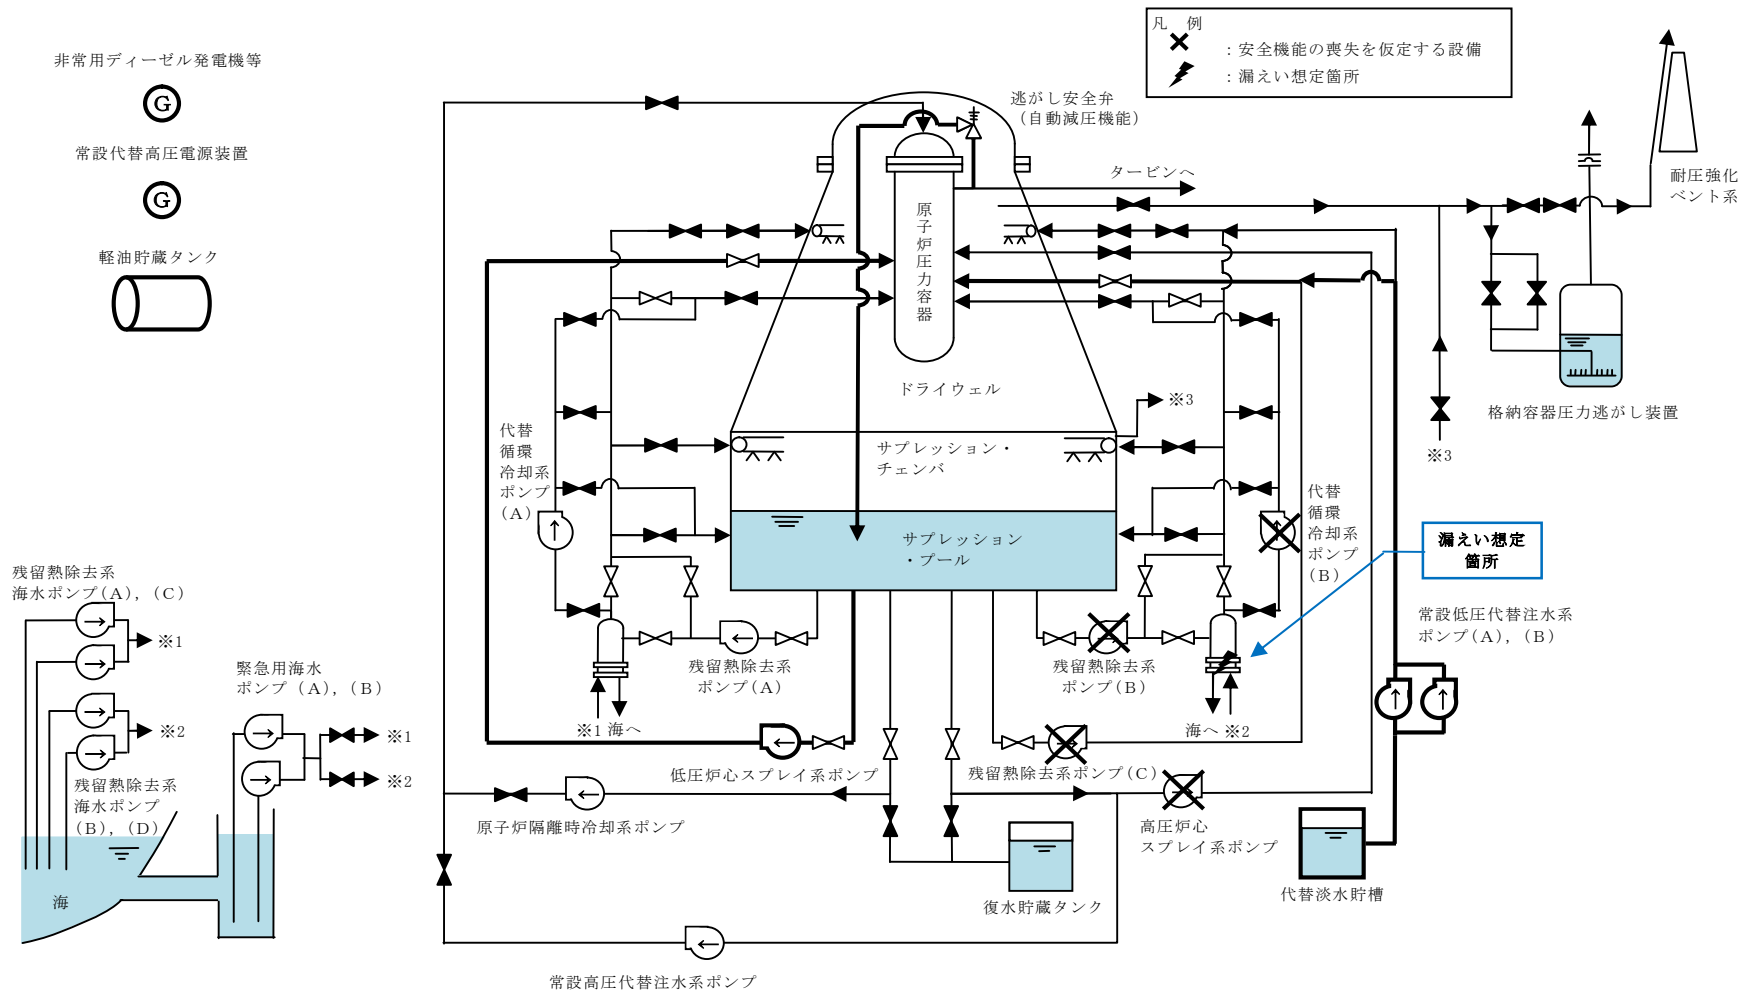 凡　例
：安全機能の喪失を仮定する設備
：漏えい想定箇所
非常用ディーゼル発電機等
G
常設代替高圧電源装置
G
軽油貯蔵タンク
逃がし安全弁
（自動減圧機能）
タービンへ
耐圧強化
ベント系
原子炉圧力容器
ドライウェル
格納容器圧力逃がし装置
※3
※3
サプレッション・
チェンバ
サプレッション
・プール
代替
循環
冷却系
ポンプ
（A）
代替
循環
冷却系
ポンプ
（B）
漏えい想定
箇所
残留熱除去系
海水ポンプ（A），（C）
※1
※2
残留熱除去系
海水ポンプ
（B），（D）
緊急用海水
ポンプ（A），（B）
※1
※2
海
残留熱除去系
ポンプ（A）
※1 海へ
残留熱除去系
ポンプ（B）
海へ ※2
常設低圧代替注水系
ポンプ（A），（B）
低圧炉心スプレイ系ポンプ
残留熱除去系ポンプ（C）
原子炉隔離時冷却系ポンプ
高圧炉心
スプレイ系ポンプ
復水貯蔵タンク
代替淡水貯槽
常設高圧代替注水系ポンプ